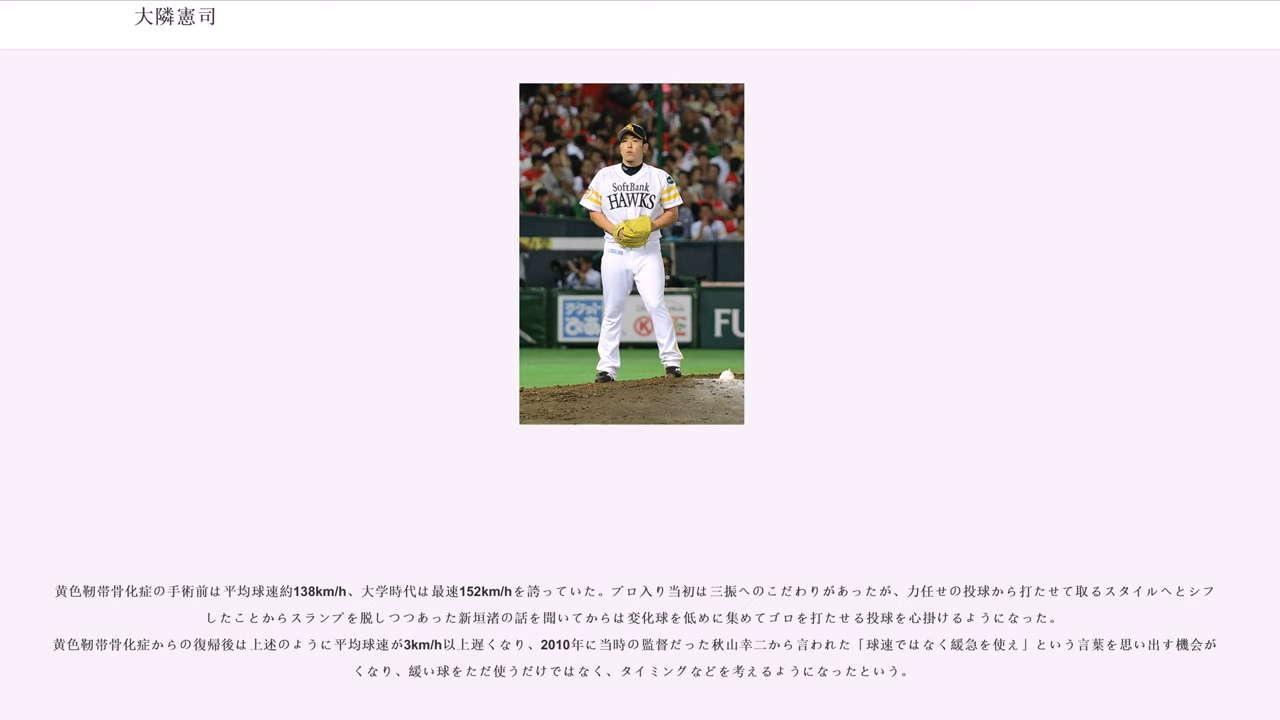 大隣憲司
SoftBank
HAWKS
チケット
ぴあ
K
FU
黄色靭帯骨化症の手術前は平均球速約138km/h、大学時代は最速152km/hを誇っていた。プロ入り当初は三振へのこだわりがあったが、力任せの投球から打たせて取るスタイルへとシフ
したことからスランプを脱しつつあった新垣渚の話を聞いてからは変化球を低めに集めてゴロを打たせる投球を心掛けるようになった。
黄色靭帯骨化症からの復帰後は上述のように平均球速が3km/h以上遅くなり、2010年に当時の監督だった秋山幸二から言われた「球速ではなく緩急を使え」という言葉を思い出す機会が
くなり、緩い球をただ使うだけではなく、タイミングなどを考えるようになったという。